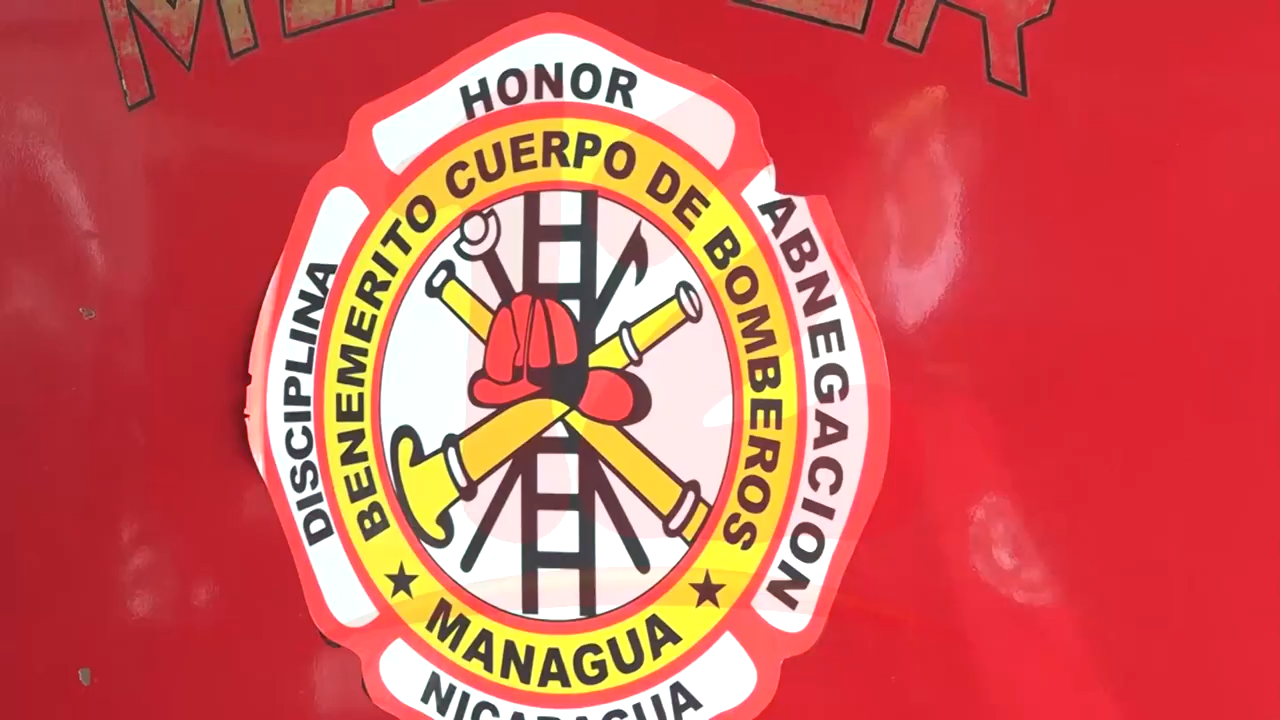 HONOR
BENEMERITO CUERPO DE BOMBEROS
DISCIPLINA
ABNEGACION
MANAGUA
NICARAGUA